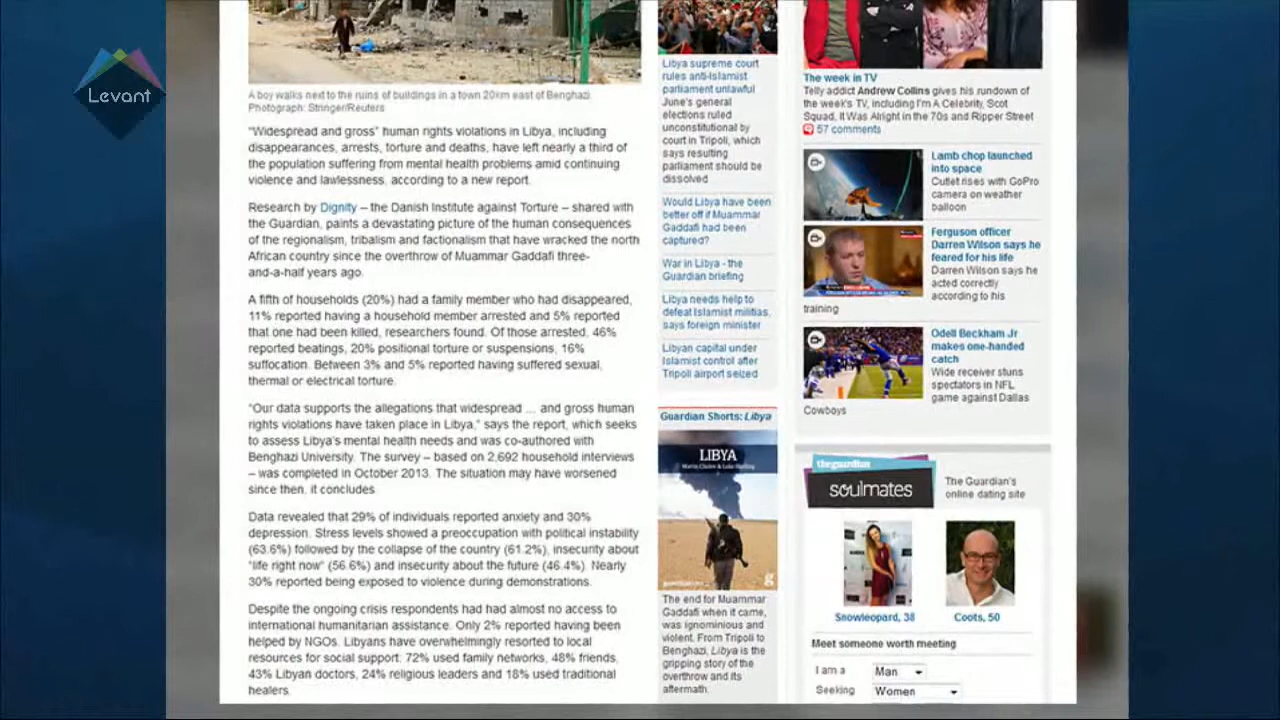 Levant
A boy walks next to the ruins of buildings in a town 20km east of Benghazi.
Photograph: Stringer/Reuters
"Widespread and gross" human rights violations in Libya, including
disappearances, arrests, torture and deaths, have left nearly a third of
the population suffering from mental health problems amid continuing
violence and lawlessness, according to a new report.
Research by Dignity – the Danish Institute against Torture – shared with
the Guardian, paints a devastating picture of the human consequences
of the regionalism, tribalism and factionalism that have wracked the north
African country since the overthrow of Muammar Gaddafi three-
and-a-half years ago.
A fifth of households (20%) had a family member who had disappeared,
11% reported having a household member arrested and 5% reported
that one had been killed, researchers found. Of those arrested, 46%
reported beatings, 20% positional torture or suspensions, 16%
suffocation. Between 3% and 5% reported having suffered sexual,
thermal or electrical torture.
"Our data supports the allegations that widespread ... and gross human
rights violations have taken place in Libya," says the report, which seeks
to assess Libya's mental health needs and was co-authored with
Benghazi University. The survey – based on 2,692 household interviews
– was completed in October 2013. The situation may have worsened
since then, it concludes
Data revealed that 29% of individuals reported anxiety and 30%
depression. Stress levels showed a preoccupation with political instability
(63.6%) followed by the collapse of the country (61.2%), insecurity about
"life right now" (56.6%) and insecurity about the future (46.4%). Nearly
30% reported being exposed to violence during demonstrations.
Despite the ongoing crisis respondents had had almost no access to
international humanitarian assistance. Only 2% reported having been
helped by NGOs. Libyans have overwhelmingly resorted to local
resources for social support: 72% used family networks, 48% friends,
43% Libyan doctors, 24% religious leaders and 18% used traditional
healers.
Libya supreme court
rules anti-Islamist
parliament unlawful
June's general
elections ruled
unconstitutional by
court in Tripoli, which
says resulting
parliament should be
dissolved
Would Libya have been
better off if Muammar
Gaddafi had been
captured?
War in Libya - the
Guardian briefing
Libya needs help to
defeat Islamist militias,
says foreign minister
Libyan capital under
Islamist control after
Tripoli airport seized
Guardian Shorts: Libya
LIBYA
The end for Muammar
Gaddafi when it came,
was ignominious and
violent. From Tripoli to
Benghazi, Libya is the
gripping story of the
overthrow and its
aftermath.
The week in TV
Telly addict Andrew Collins gives his rundown of
the week's TV, including I'm A Celebrity, Scot
Squad, It Was Alright in the 70s and Ripper Street
57 comments
Lamb chop launched
into space
Cutlet rises with GoPro
camera on weather
balloon
Ferguson officer
Darren Wilson says he
feared for his life
Darren Wilson says he
acted correctly
according to his
training
Odell Beckham Jr
makes one-handed
catch
Wide receiver stuns
spectators in NFL
game against Dallas
Cowboys
theguardian
soulmates
The Guardian's
online dating site
Snowleopard, 38
Coots, 50
Meet someone worth meeting
I am a Man
Seeking Women